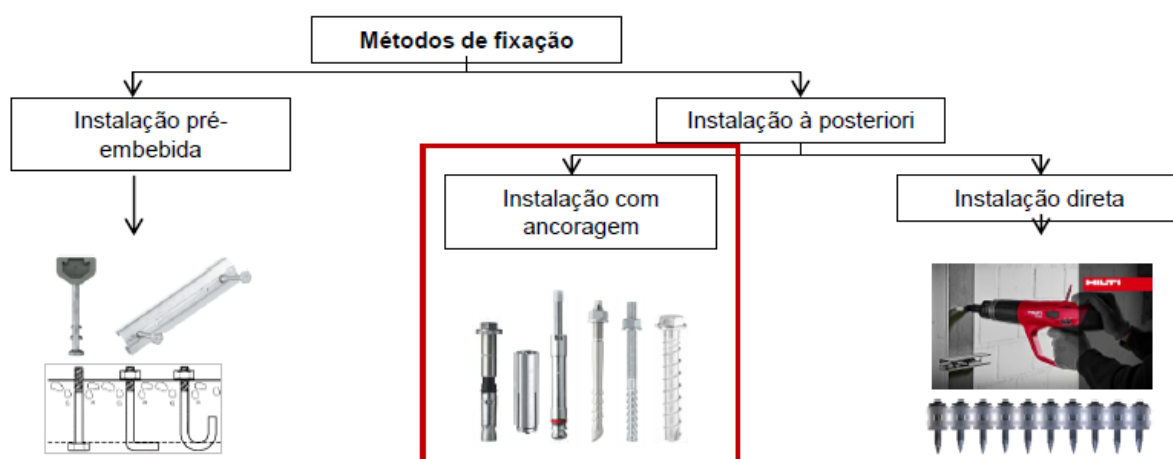 Métodos de fixação
Instalação pré-
embebida
Instalação à posteriori
Instalação com
ancoragem
Instalação direta
HILTI